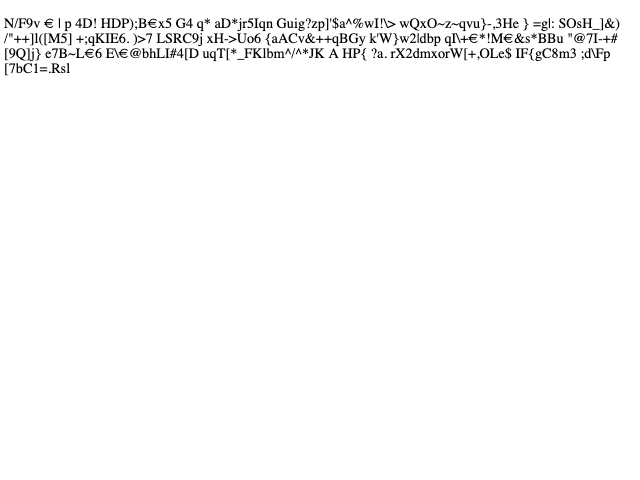 N/F9v € l p 4D! HDP);B€x5 G4 q* aD*jr5Iqn Guig?zp]'$a^%wI!\> wQxO~z~qvu}-,3He } =g|: SOsH_]&)
/"++]l([M5] +;qKIE6. )>7 LSRC9j xH->Uo6 {aACv&++qBGy k'W}w2ldbp qI\+€*!M€&s*BBu "@7I-+#
[9Q]j} e7B~L€6 E\€@bhLI#4[D uqT[*_FKlbm^/^*JK A HP{ ?a. rX2dmxorW[+,OLe$ IF{gC8m3 ;d\Fp
[7bC1=.Rsl